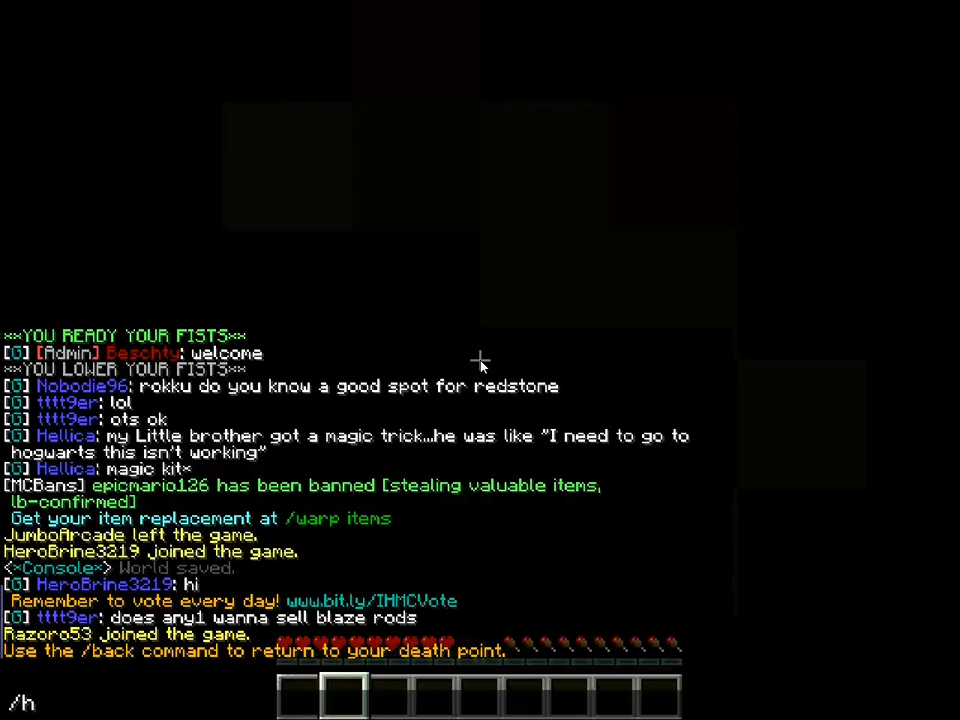 ××YOU READY YOUR FISTS××
[G] [Admin] Beschty: welcome
××YOU LOWER YOUR FISTS××
[G] Nobodie96: rokku do you know a good spot for redstone
[G] tttt9er: lol
[G] tttt9er: ots ok
[G] Hellica: my Little brother got a magic trick...he was like "I need to go to
hogwarts this isn't working"
[G] Hellica: magic kit×
[MCBans] epicmario126 has been banned [stealing valuable items,
lb-confirmed]
Get your item replacement at /warp items
JumboArcade left the game.
HeroBrine3219 joined the game.
<×Console×> World saved.
[G] HeroBrine3219: hi
Remember to vote every day! www.bit.ly/IHMCVote
[G] tttt9er: does any1 wanna sell blaze rods
Razoro53 joined the game.
Use the /back command to return to your death point.
/h